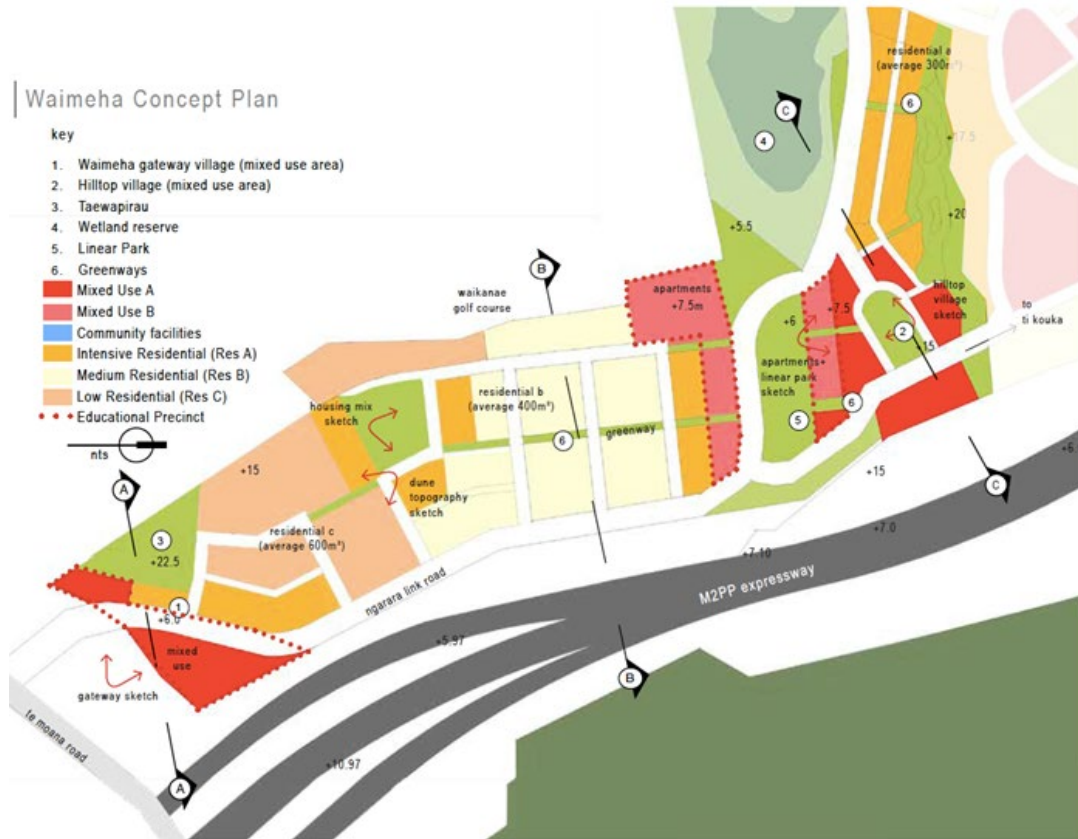 Waimeha Concept Plan
key
1. Waimeha gateway village (mixed use area)
2. Hilltop village (mixed use area)
3. Taewapirau
4. Wetland reserve
5. Linear Park
6. Greenways
Mixed Use A
Mixed Use B
Community facilities
Intensive Residential (Res A)
Medium Residential (Res B)
Low Residential (Res C)
Educational Precinct
nts
residential a
(average 300m²)
6
C
4
+17.5
+20
+5.5
B
waikanae
golf course
apartments
+7.5m
hilltop
village
sketch
to
ti kouka
+7.5
+6
2
+15
apartments+
linear park
sketch
residential b
(average 400m²)
housing mix
sketch
6
greenway
5
6
+15
A
dune
topography
sketch
+15
C
+6.
residential c
(average 600m²)
3
+22.5
+7.0
+7.10
ngarara link road
M2PP expressway
1
+6.0
+5.97
mixed
use
gateway sketch
B
te moana road
+10.97
A